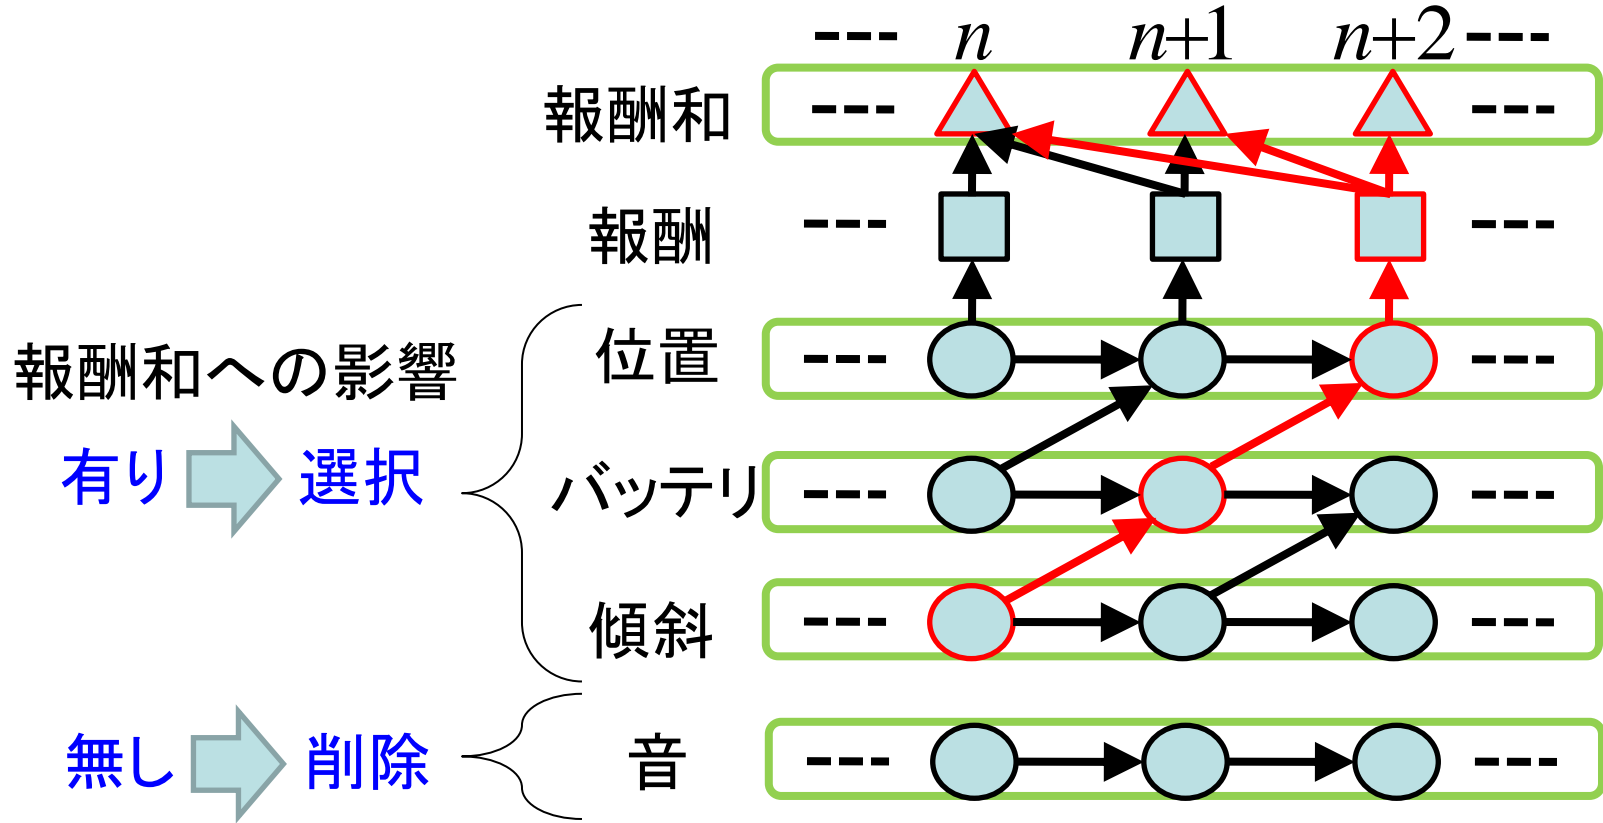 n n+1 n+2
報酬和
報酬
位置
報酬和への影響
有り 選択
バッテリ
傾斜
無し 削除
音